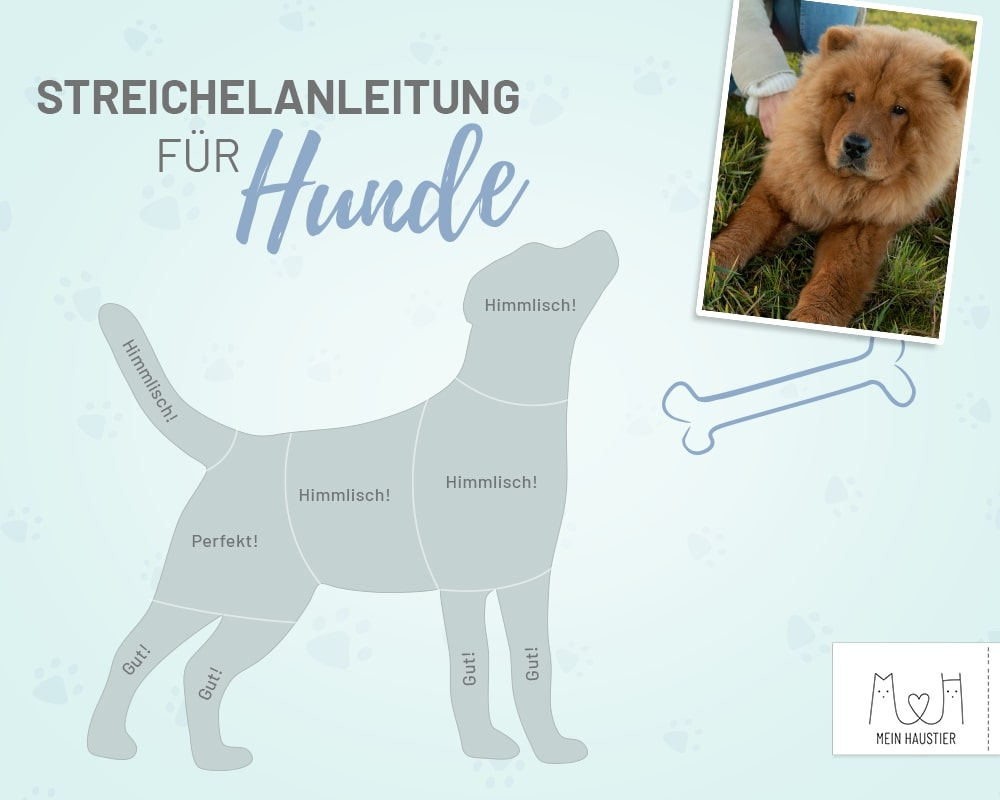 STREICHELANLEITUNG
FÜR Hunde
Himmlisch!
Himmlisch!
Himmlisch!
Himmlisch!
Perfekt!
Gut!
Gut!
Gut!
Gut!
MEIN HAUSTIER